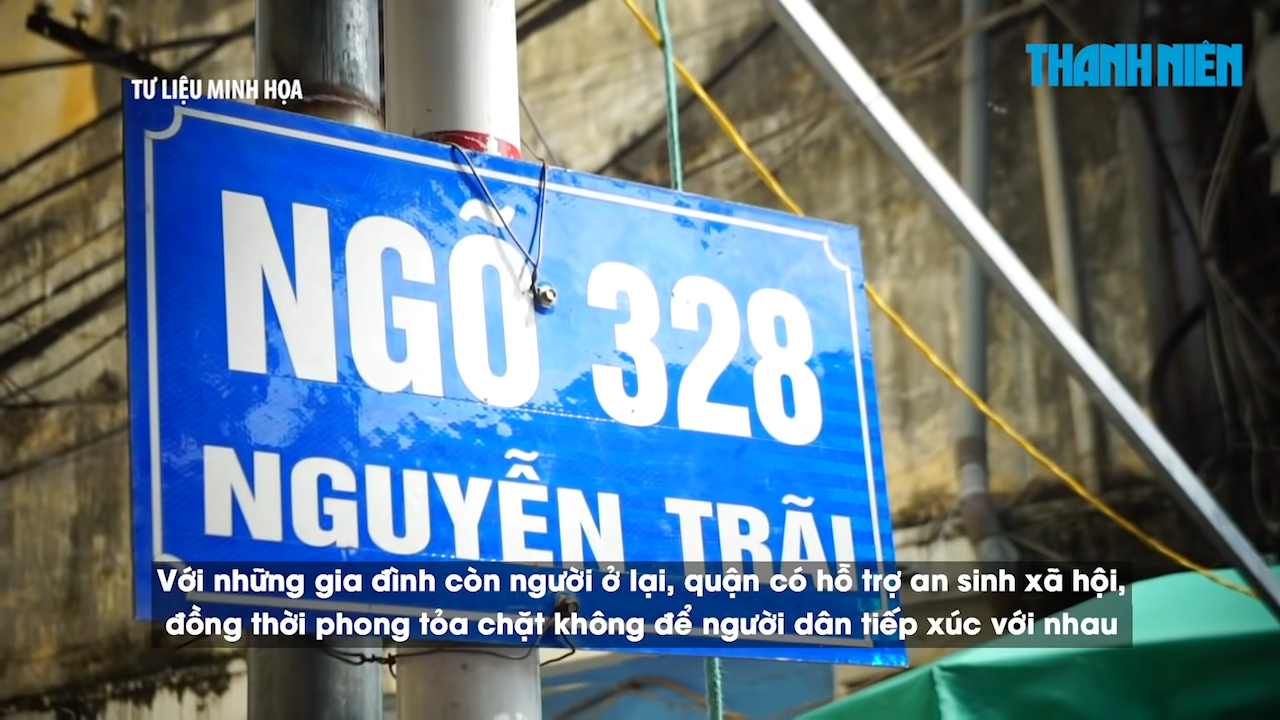 TƯ LIỆU MINH HỌA
THANH NIÊN
NGÕ 328
NGUYỄN TRÃI
Với những gia đình còn người ở lại, quận có hỗ trợ an sinh xã hội,
đồng thời phong tỏa chặt không để người dân tiếp xúc với nhau